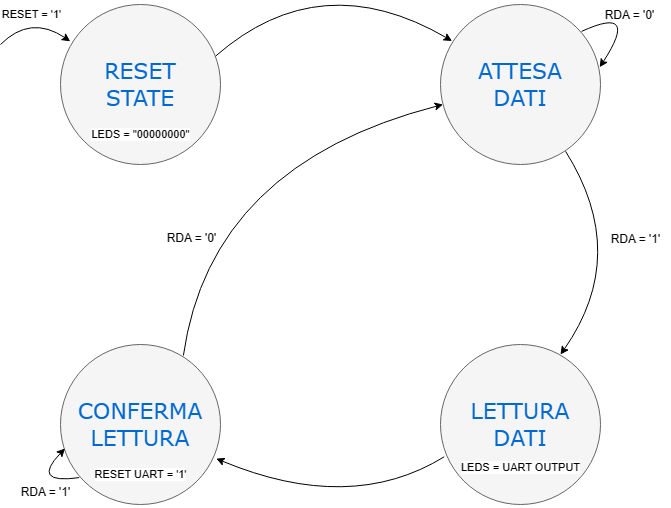 RESET = '1'
RDA = '0'
RESET
STATE
LEDS = "00000000"
ATTESA
DATI
RDA = '0'
RDA = '1'
CONFERMA
LETTURA
RESET UART = '1'
RDA = '1'
LETTURA
DATI
LEDS = UART OUTPUT